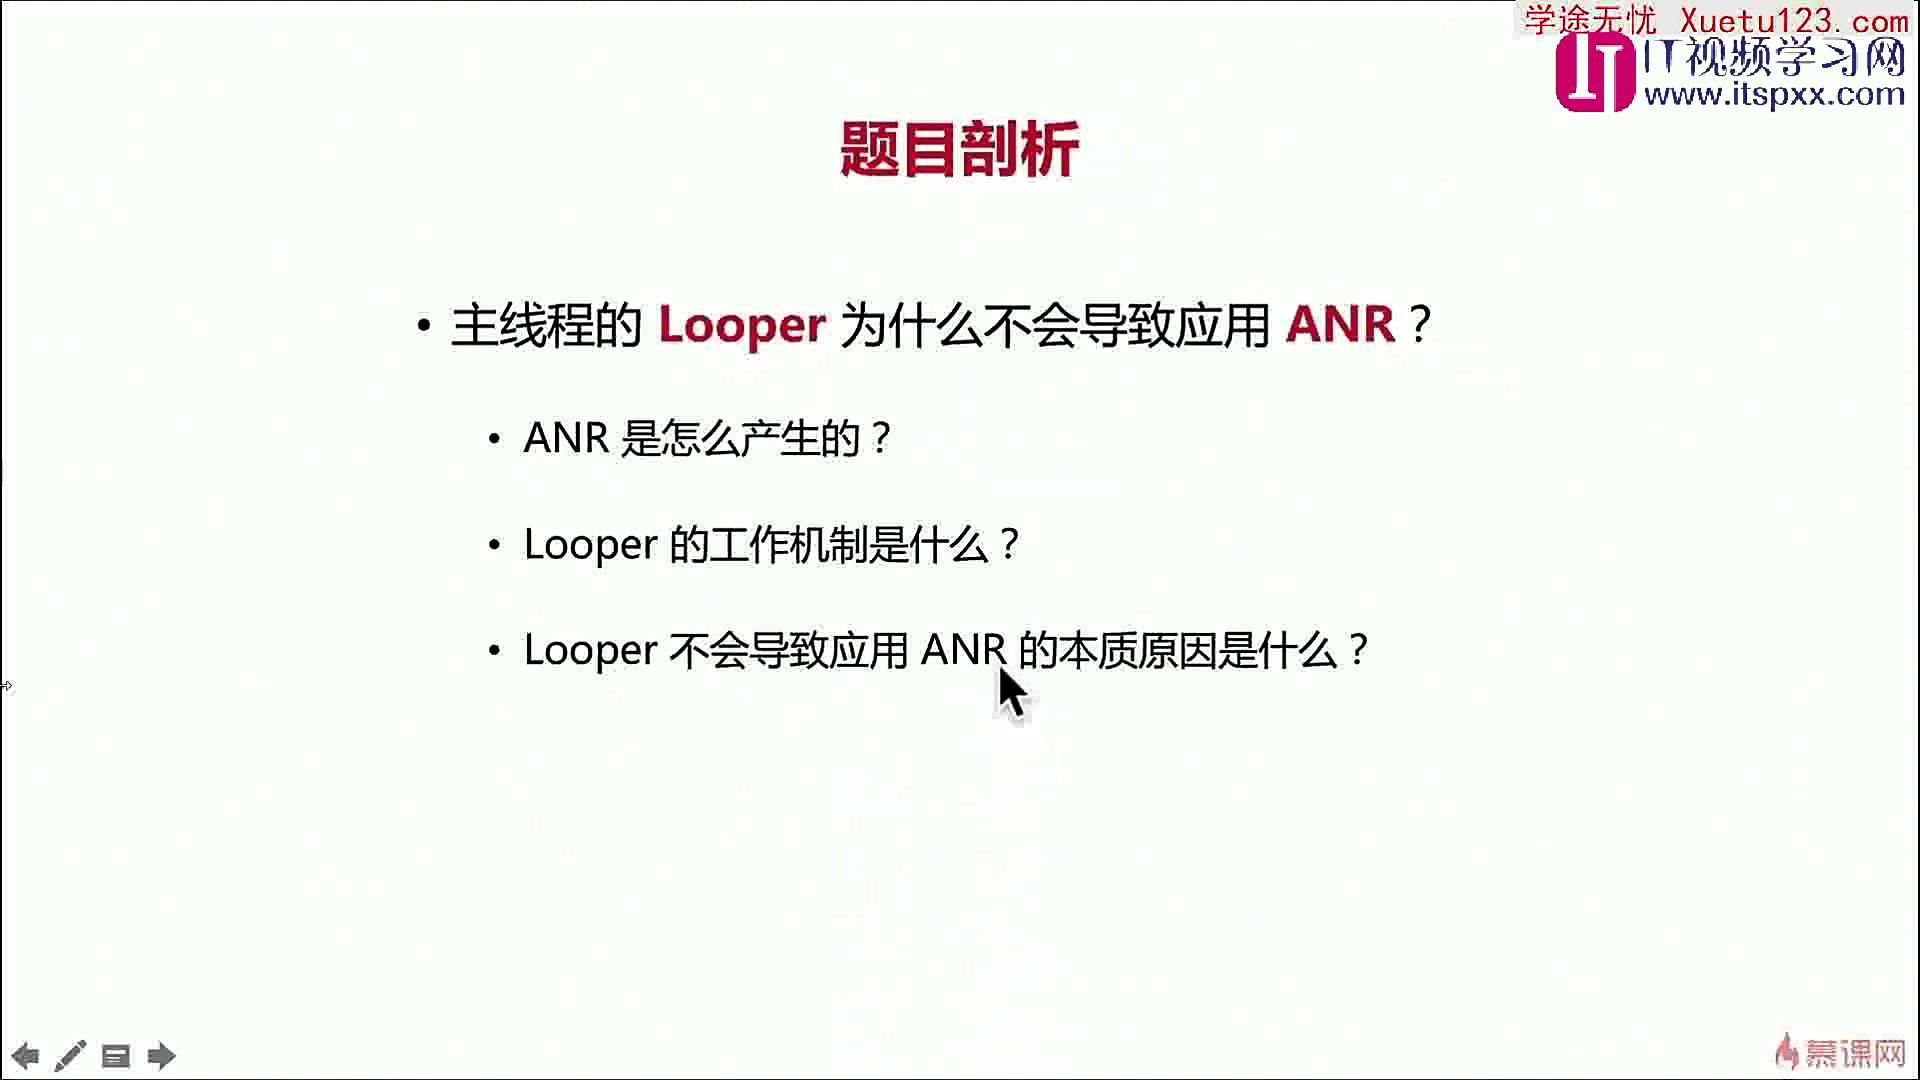 学途无忧 Xuetu123.com
IT视频学习网
www.itspxx.com
题目剖析
• 主线程的 Looper 为什么不会导致应用 ANR？
• ANR 是怎么产生的？
• Looper 的工作机制是什么？
• Looper 不会导致应用 ANR 的本质原因是什么？
慕课网